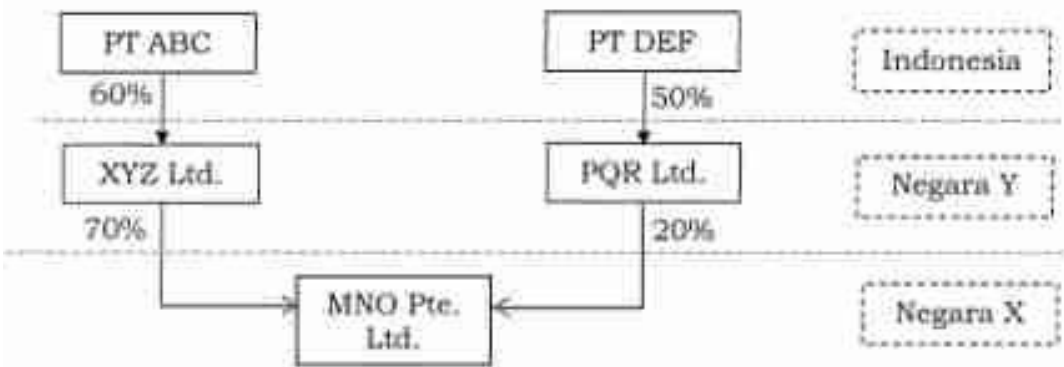 PT ABC
PT DEF
Indonesia
60%
50%
XYZ Ltd.
PQR Ltd.
Negara Y
70%
20%
MNO Pte.
Ltd.
Negara X